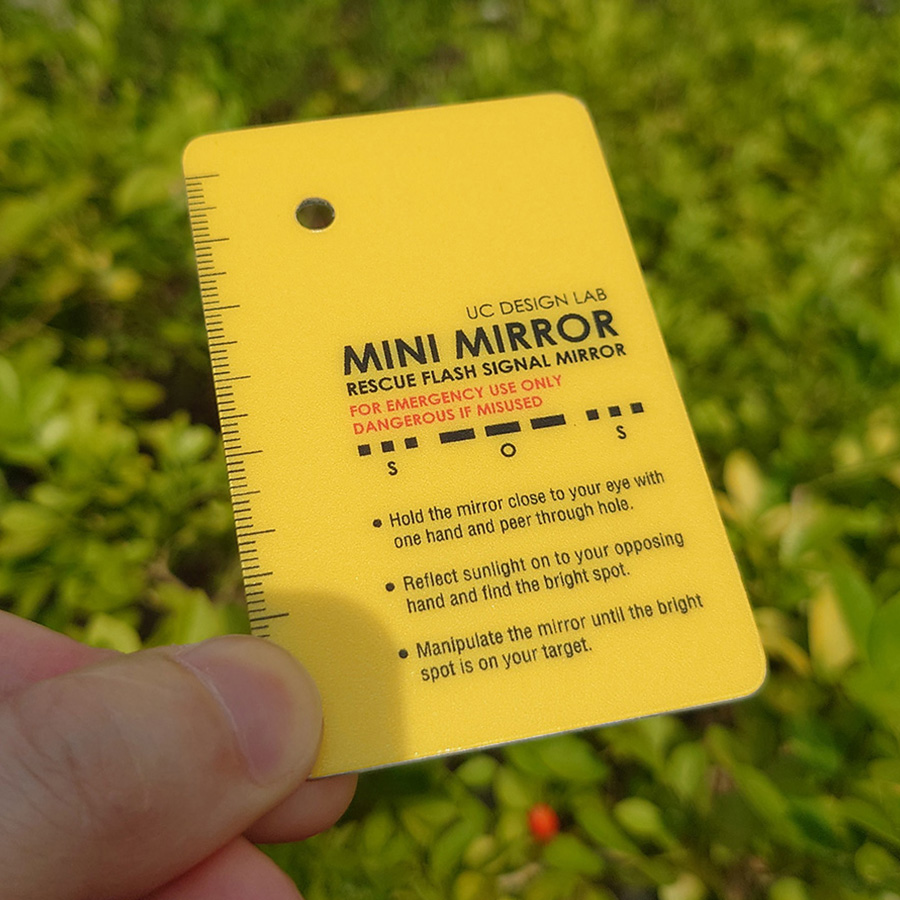 UC DESIGN LAB
MINI MIRROR
RESCUE FLASH SIGNAL MIRROR
FOR EMERGENCY USE ONLY
DANGEROUS IF MISUSED
S O S
• Hold the mirror close to your eye with
one hand and peer through hole.
• Reflect sunlight on to your opposing
hand and find the bright spot.
• Manipulate the mirror until the bright
spot is on your target.